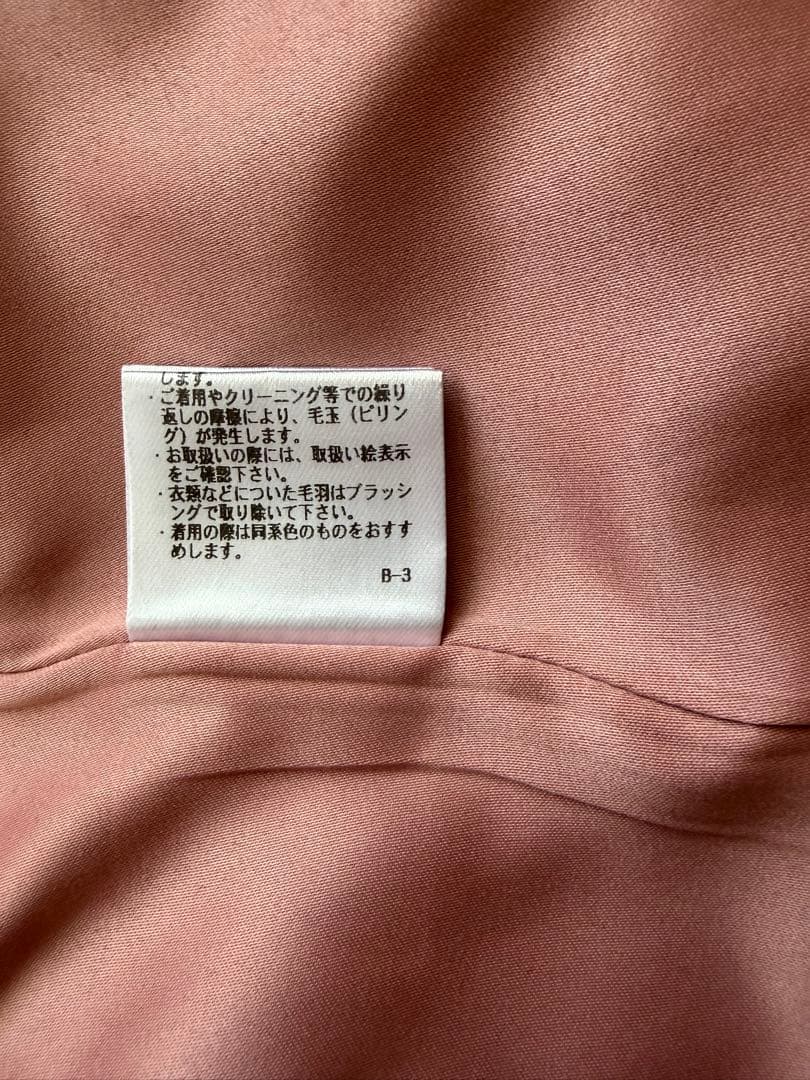 します。
・ご着用やクリーニング等での繰り
返しの摩擦により、毛玉（ピリン
グ）が発生します。
・お取扱いの際には、取扱い絵表示
をご確認下さい。
・衣類などについた毛羽はブラッシ
ングで取り除いて下さい。
・着用の際は同系色のものをおすす
めします。
B-3